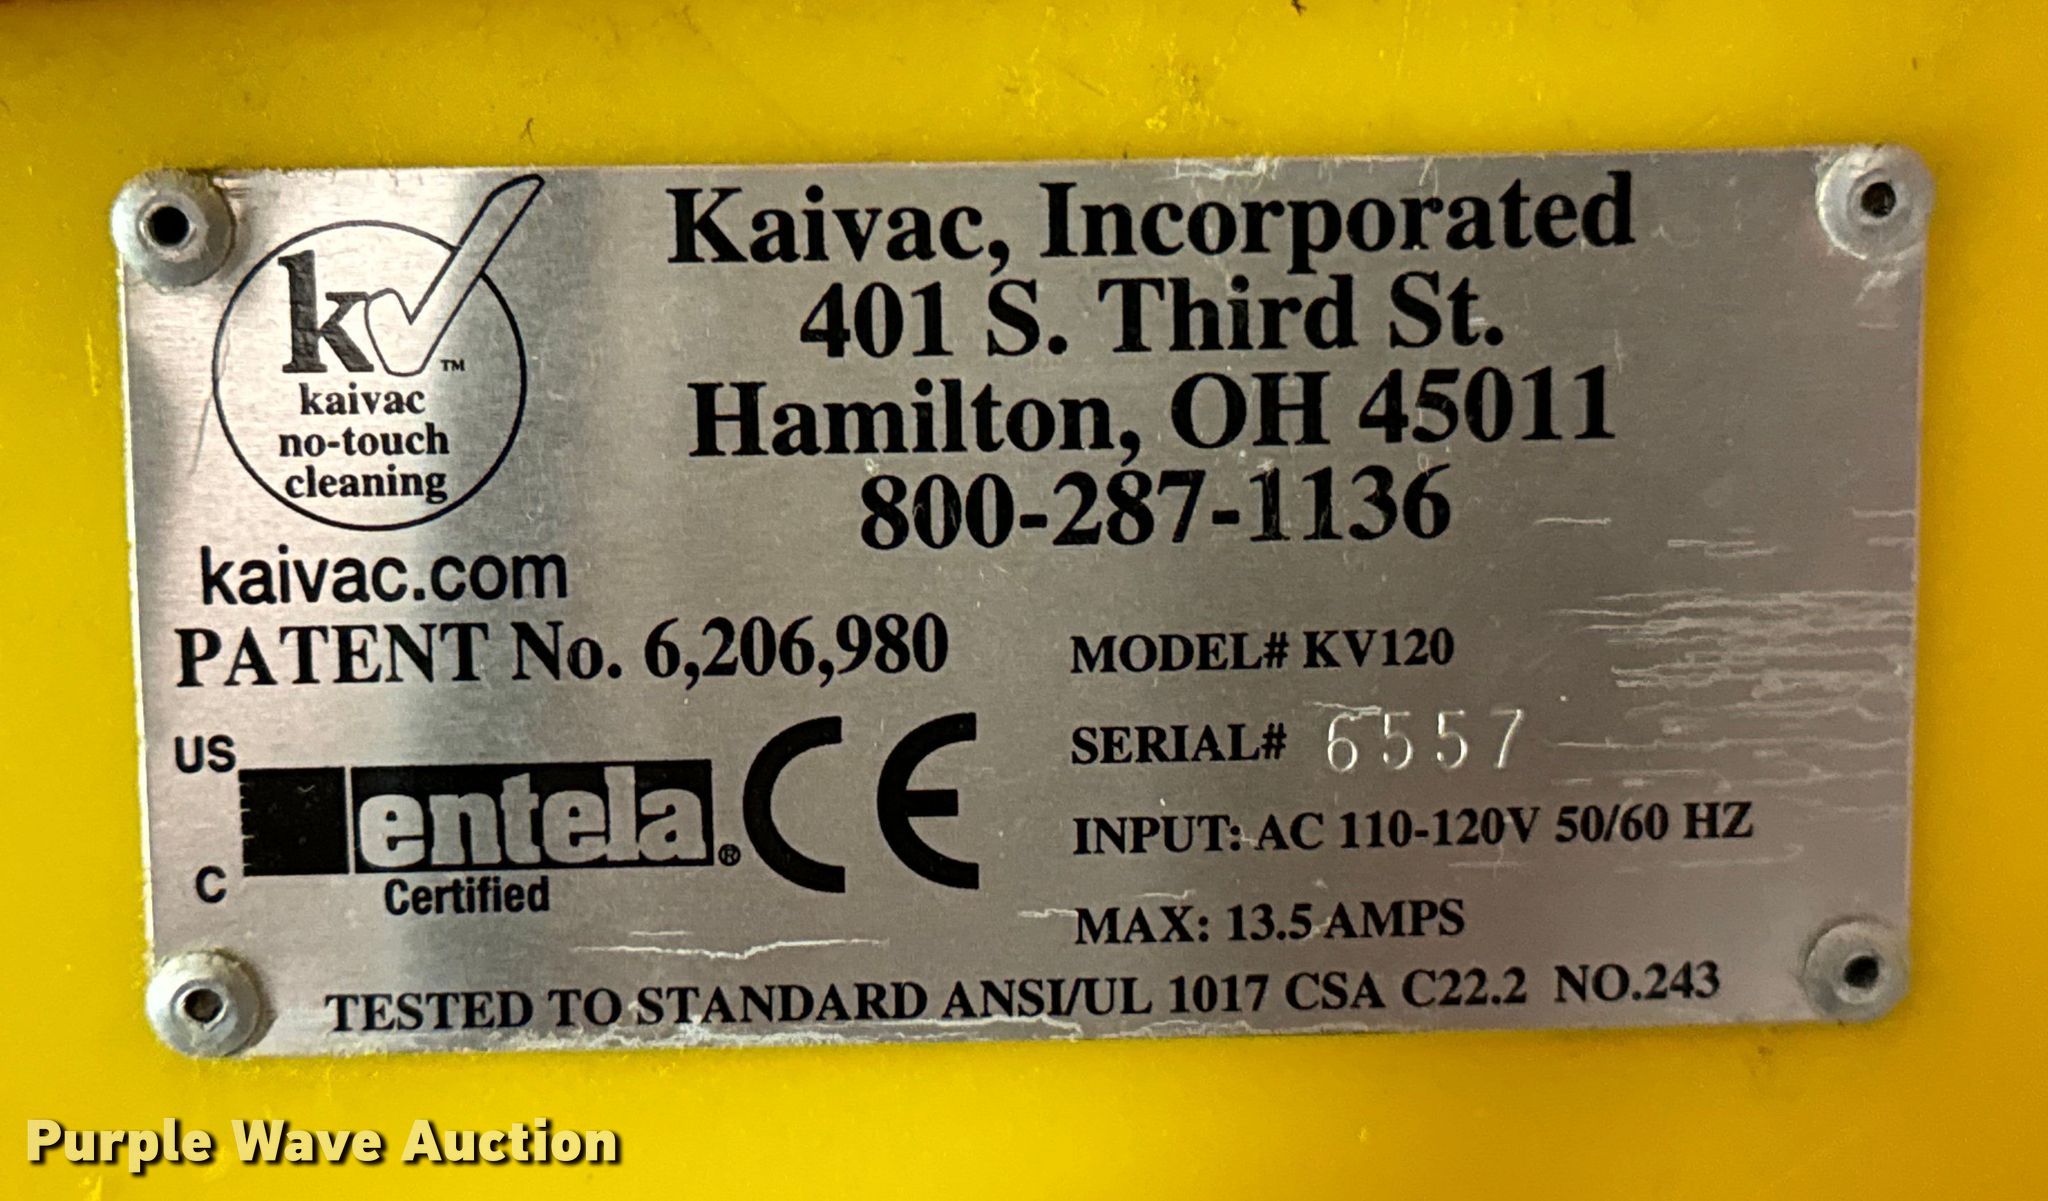 Kaivac, Incorporated
401 S. Third St.
Hamilton, OH 45011
800-287-1136
k ™
kaivac
no-touch
cleaning
kaivac.com
PATENT No. 6,206,980
MODEL# KV120
SERIAL# 6557
INPUT: AC 110-120V 50/60 HZ
MAX: 13.5 AMPS
US
entela®
C
Certified
CE
TESTED TO STANDARD ANSI/UL 1017 CSA C22.2 NO.243
Purple Wave Auction